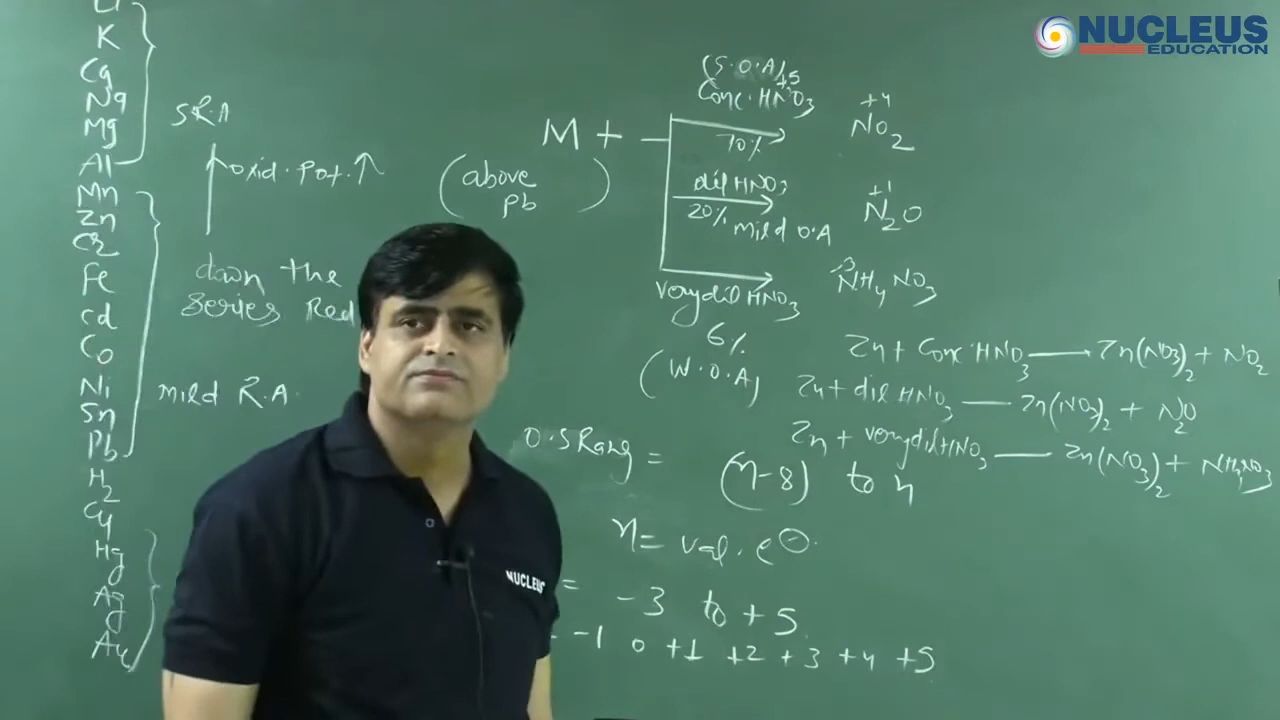 NUCLEUS
EDUCATION
Li
K
Ca
Na
Mg
Al
Mn
Zn
Cr
Fe
cd
Co
Ni
Sn
Pb
H2
Cu
Hg
Ag
Au
S.R.A
oxid. pot. ↑
down the
series Red
mild R.A.
M +
(above
pb)
(S.O.A)
+5
Conc. HNO3
70%
+4
NO2
dil HNO3
20% mild O.A
+1
N2O
very dil HNO3
6%
(W.O.A)
-3
NH4NO3
Zn + Conc. HNO3 → Zn(NO3)2 + NO2
Zn + dil HNO3 — Zn(NO3)2 + N2O
Zn + very dil HNO3 — Zn(NO3)2 + NH4NO3
O.S Rang =
(n-8) to n
n = val. e⊖.
= -3 to +5
-1 0 +1 +2 +3 +4 +5
NUCLEUS